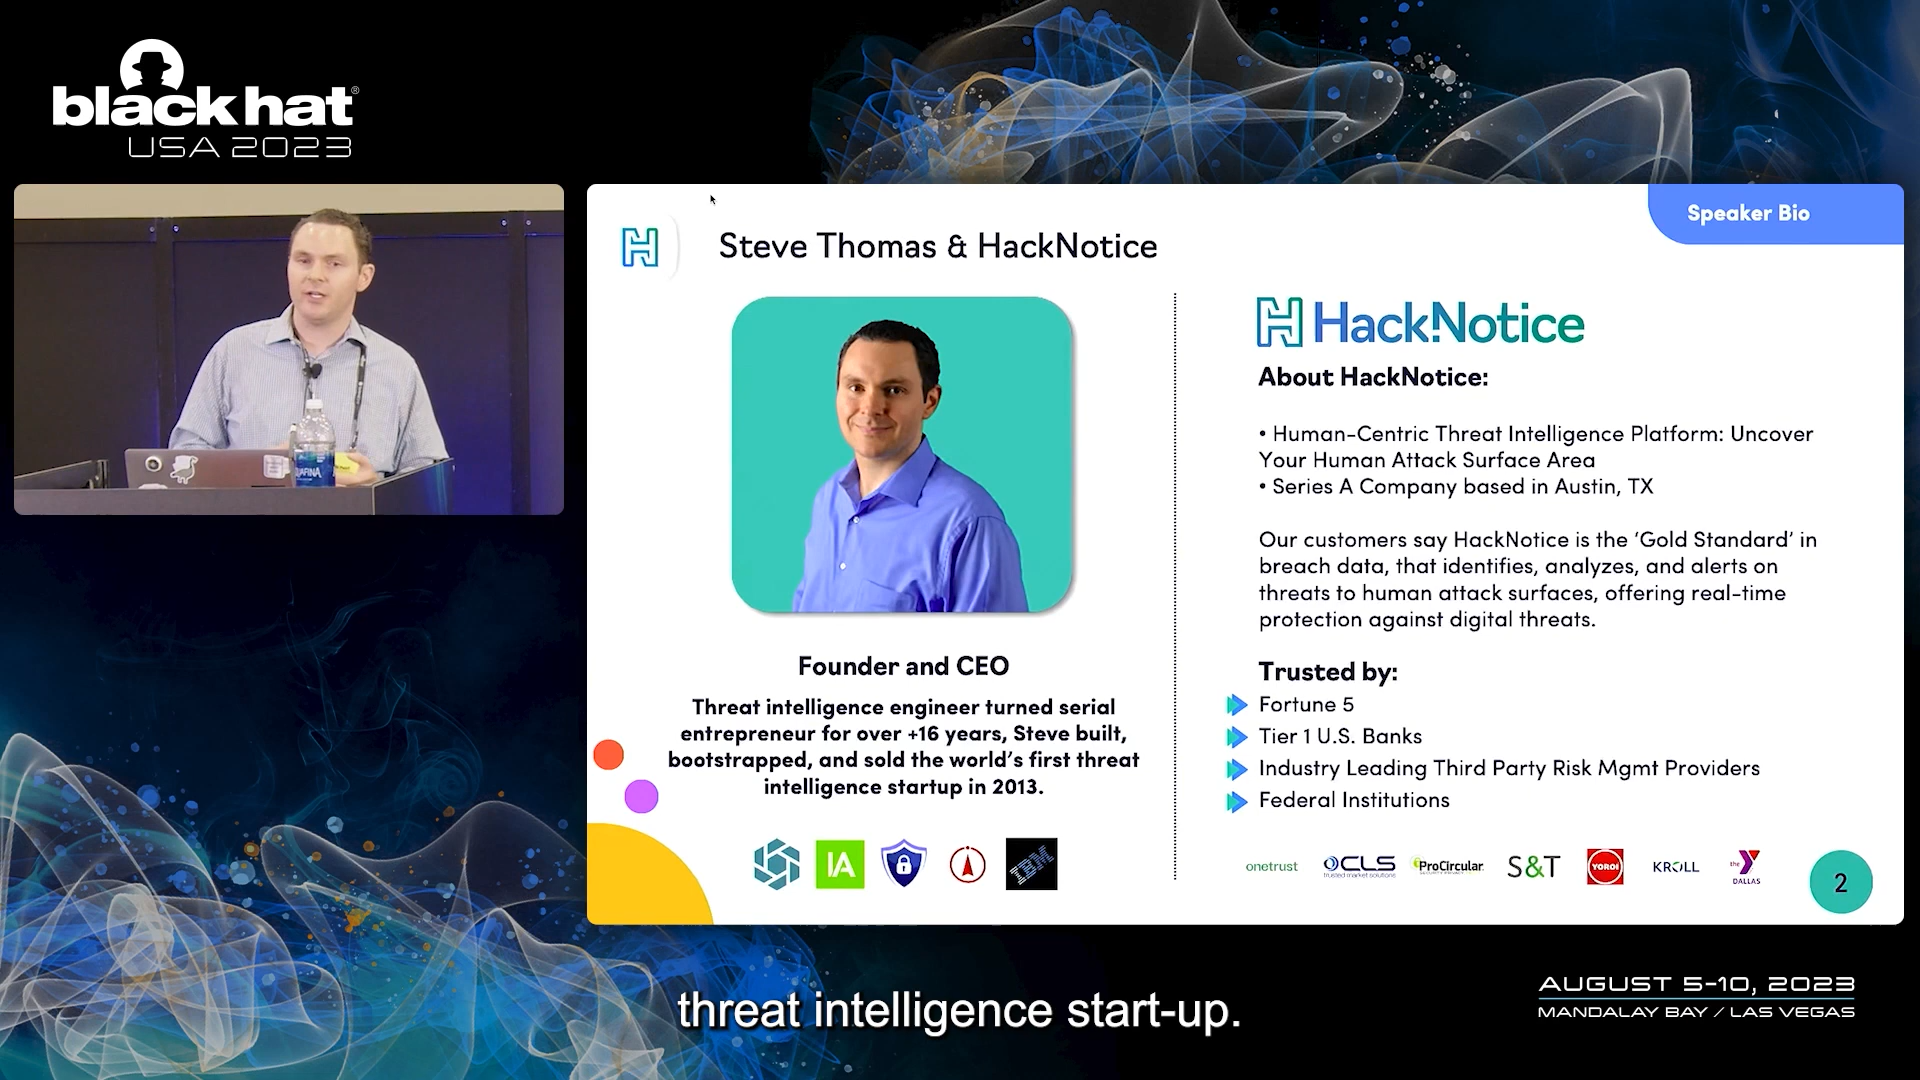 blackhat®
USA 2023
Speaker Bio
Steve Thomas & HackNotice
HackNotice
About HackNotice:
• Human-Centric Threat Intelligence Platform: Uncover
Your Human Attack Surface Area
• Series A Company based in Austin, TX
Our customers say HackNotice is the ‘Gold Standard’ in
breach data, that identifies, analyzes, and alerts on
threats to human attack surfaces, offering real-time
protection against digital threats.
Founder and CEO
Threat intelligence engineer turned serial
entrepreneur for over +16 years, Steve built,
bootstrapped, and sold the world’s first threat
intelligence startup in 2013.
Trusted by:
Fortune 5
Tier 1 U.S. Banks
Industry Leading Third Party Risk Mgmt Providers
Federal Institutions
IA
IBM
onetrust
CLS
trusted market solutions
ProCircular
S&T
YOROI
KROLL
the Y
DALLAS
2
threat intelligence start-up.
AUGUST 5-10, 2023
MANDALAY BAY / LAS VEGAS